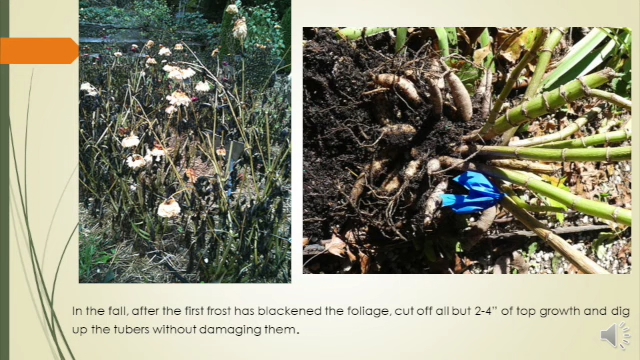 In the fall, after the first frost has blackened the foliage, cut off all but 2-4” of top growth and dig
up the tubers without damaging them.